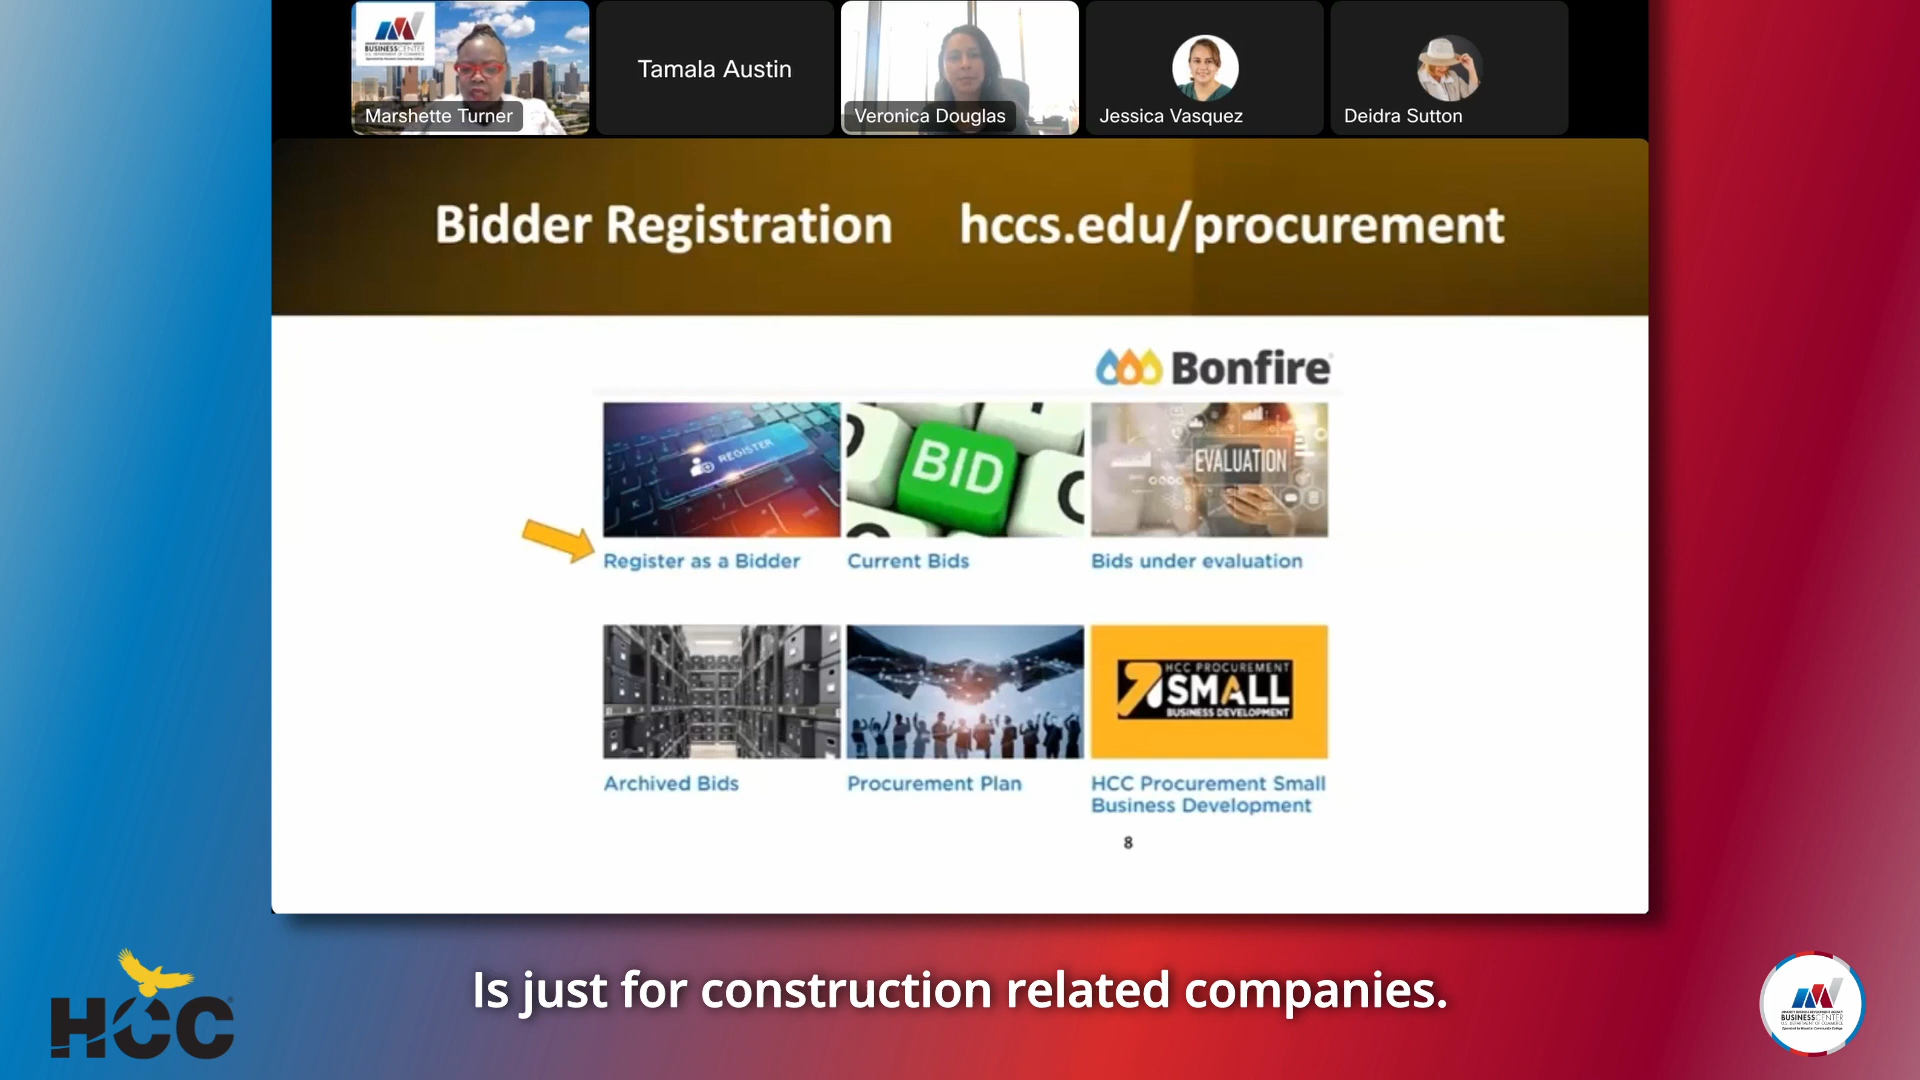 BUSINESSCENTER
Marshette Turner
Tamala Austin
Veronica Douglas
Jessica Vasquez
Deidra Sutton
Bidder Registration hccs.edu/procurement
Bonfire
REGISTER
BID
EVALUATION
Register as a Bidder
Current Bids
Bids under evaluation
HCC PROCUREMENT
SMALL
BUSINESS DEVELOPMENT
Archived Bids
Procurement Plan
HCC Procurement Small
Business Development
8
Is just for construction related companies.
HCC
BUSINESSCENTER